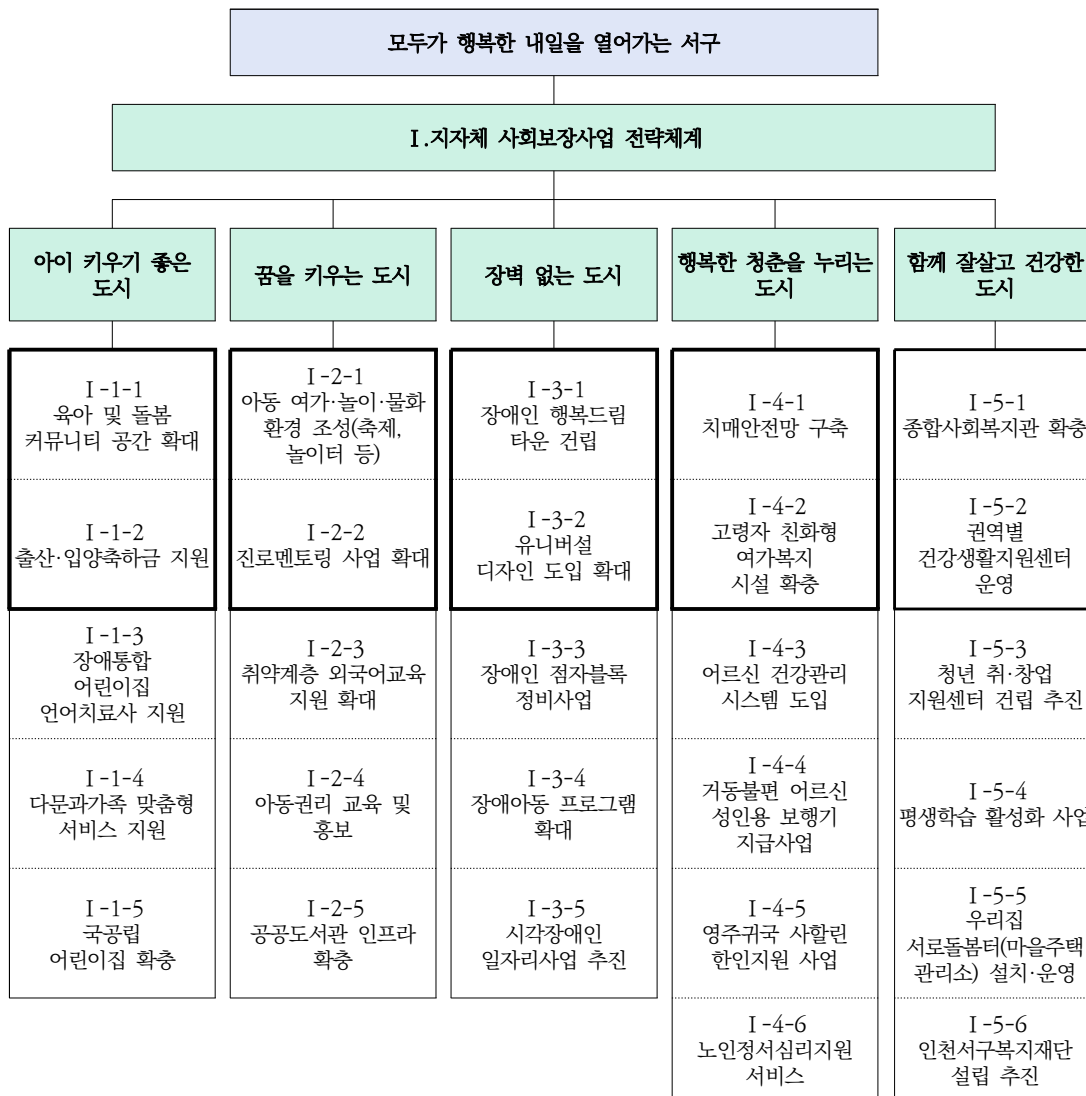 모두가 행복한 내일을 열어가는 서구
Ⅰ.지자체 사회보장사업 전략체계
아이 키우기 좋은
도시
꿈을 키우는 도시
장벽 없는 도시
행복한 청춘을 누리는
도시
함께 잘살고 건강한
도시
Ⅰ-1-1
육아 및 돌봄
커뮤니티 공간 확대
Ⅰ-1-2
출산·입양축하금 지원
Ⅰ-1-3
장애통합
어린이집
언어치료사 지원
Ⅰ-1-4
다문과가족 맞춤형
서비스 지원
Ⅰ-1-5
국공립
어린이집 확충
Ⅰ-2-1
아동 여가·놀이·물화
환경 조성(축제,
놀이터 등)
Ⅰ-2-2
진로멘토링 사업 확대
Ⅰ-2-3
취약계층 외국어교육
지원 확대
Ⅰ-2-4
아동권리 교육 및
홍보
Ⅰ-2-5
공공도서관 인프라
확충
Ⅰ-3-1
장애인 행복드림
타운 건립
Ⅰ-3-2
유니버설
디자인 도입 확대
Ⅰ-3-3
장애인 점자블록
정비사업
Ⅰ-3-4
장애아동 프로그램
확대
Ⅰ-3-5
시각장애인
일자리사업 추진
Ⅰ-4-1
치매안전망 구축
Ⅰ-4-2
고령자 친화형
여가복지
시설 확충
Ⅰ-4-3
어르신 건강관리
시스템 도입
Ⅰ-4-4
거동불편 어르신
성인용 보행기
지급사업
Ⅰ-4-5
영주귀국 사할린
한인지원 사업
Ⅰ-4-6
노인정서심리지원
서비스
Ⅰ-5-1
종합사회복지관 확충
Ⅰ-5-2
권역별
건강생활지원센터
운영
Ⅰ-5-3
청년 취·창업
지원센터 건립 추진
Ⅰ-5-4
평생학습 활성화 사업
Ⅰ-5-5
우리집
서로돌봄터(마을주택
관리소) 설치·운영
Ⅰ-5-6
인천서구복지재단
설립 추진